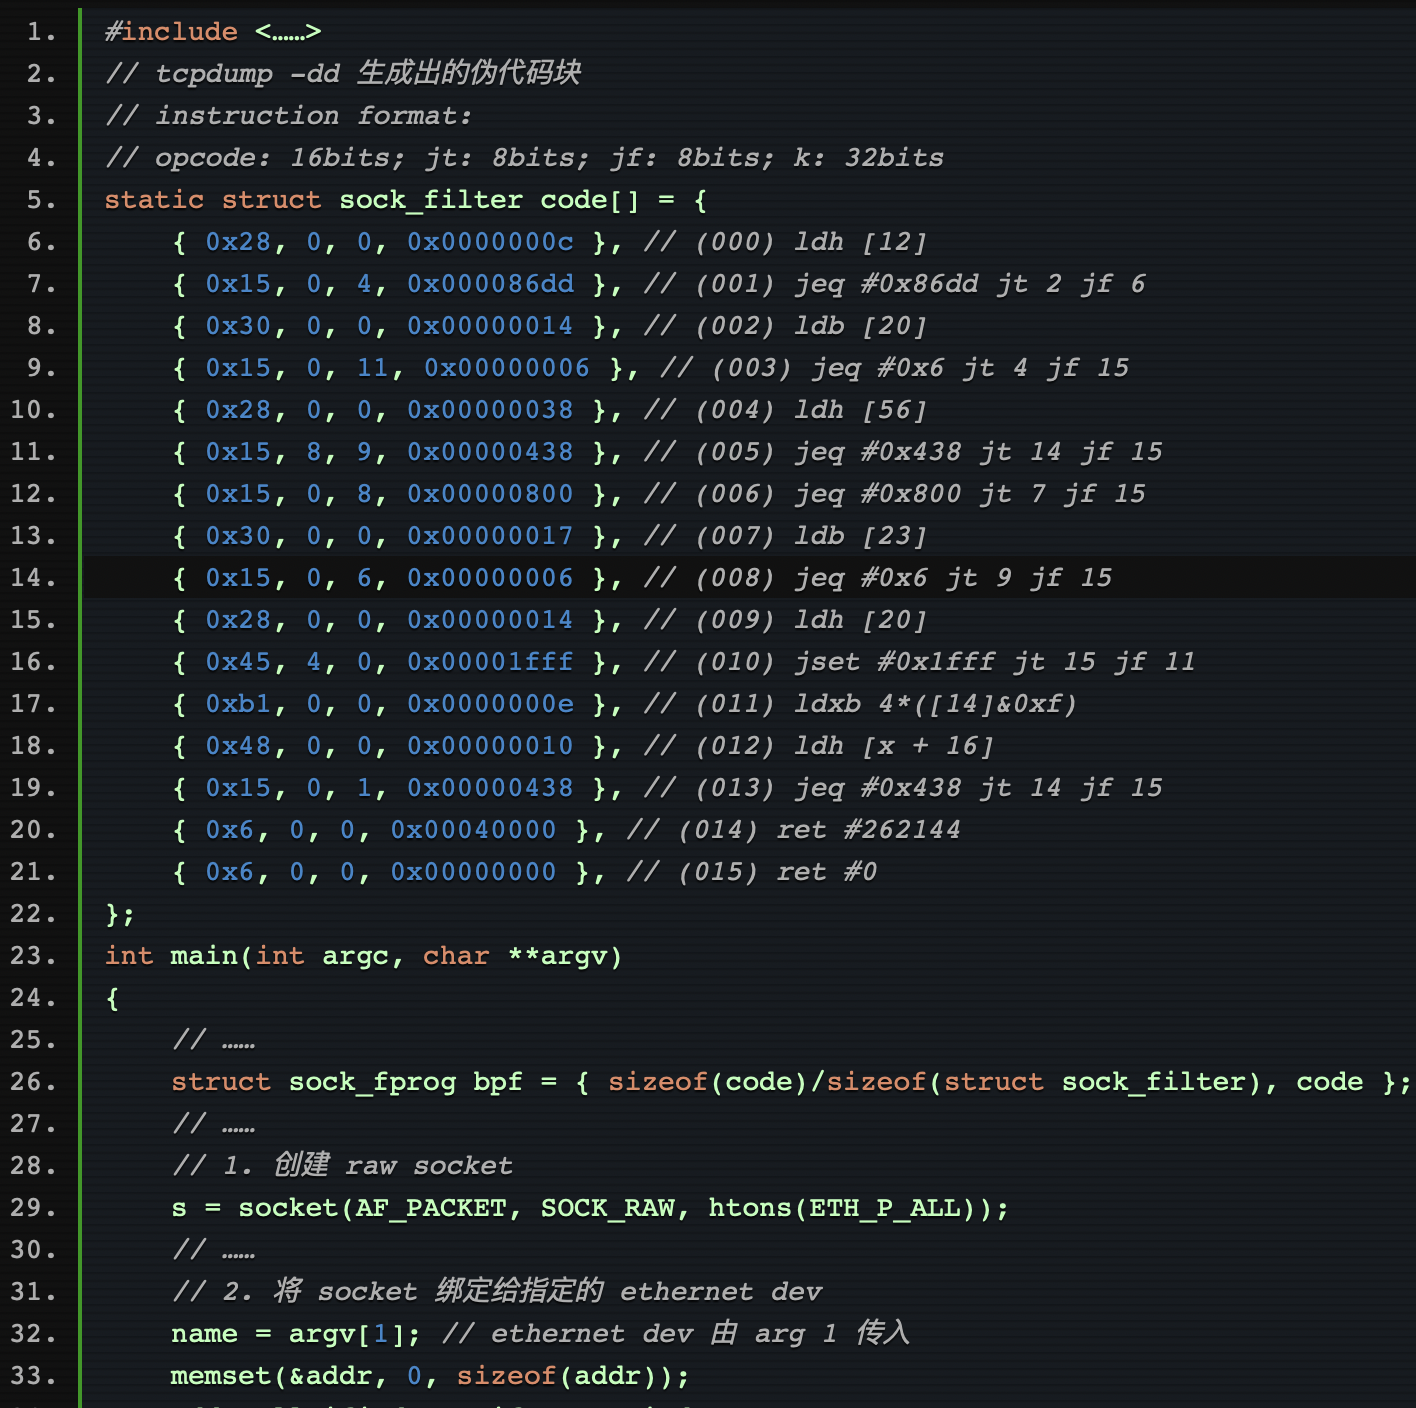 1. #include <……>
2. // tcpdump -dd 生成出的伪代码块
3. // instruction format:
4. // opcode: 16bits; jt: 8bits; jf: 8bits; k: 32bits
5. static struct sock_filter code[] = {
6. { 0x28, 0, 0, 0x0000000c }, // (000) ldh [12]
7. { 0x15, 0, 4, 0x000086dd }, // (001) jeq #0x86dd jt 2 jf 6
8. { 0x30, 0, 0, 0x00000014 }, // (002) ldb [20]
9. { 0x15, 0, 11, 0x00000006 }, // (003) jeq #0x6 jt 4 jf 15
10. { 0x28, 0, 0, 0x00000038 }, // (004) ldh [56]
11. { 0x15, 8, 9, 0x00000438 }, // (005) jeq #0x438 jt 14 jf 15
12. { 0x15, 0, 8, 0x00000800 }, // (006) jeq #0x800 jt 7 jf 15
13. { 0x30, 0, 0, 0x00000017 }, // (007) ldb [23]
14. { 0x15, 0, 6, 0x00000006 }, // (008) jeq #0x6 jt 9 jf 15
15. { 0x28, 0, 0, 0x00000014 }, // (009) ldh [20]
16. { 0x45, 4, 0, 0x00001fff }, // (010) jset #0x1fff jt 15 jf 11
17. { 0xb1, 0, 0, 0x0000000e }, // (011) ldxb 4*([14]&0xf)
18. { 0x48, 0, 0, 0x00000010 }, // (012) ldh [x + 16]
19. { 0x15, 0, 1, 0x00000438 }, // (013) jeq #0x438 jt 14 jf 15
20. { 0x6, 0, 0, 0x00040000 }, // (014) ret #262144
21. { 0x6, 0, 0, 0x00000000 }, // (015) ret #0
22. };
23. int main(int argc, char **argv)
24. {
25. // ……
26. struct sock_fprog bpf = { sizeof(code)/sizeof(struct sock_filter), code };
27. // ……
28. // 1. 创建 raw socket
29. s = socket(AF_PACKET, SOCK_RAW, htons(ETH_P_ALL));
30. // ……
31. // 2. 将 socket 绑定给指定的 ethernet dev
32. name = argv[1]; // ethernet dev 由 arg 1 传入
33. memset(&addr, 0, sizeof(addr));